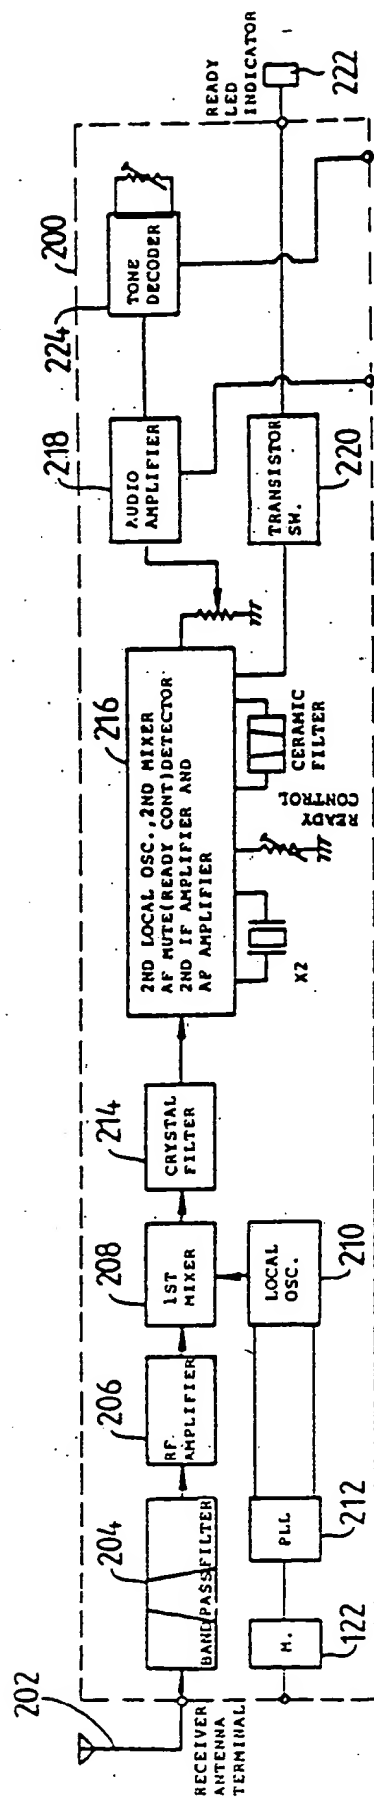 202
RECEIVER
ANTENNA
TERMINAL
204
BANDPASS FILTER
206
RF
AMPLIFIER
208
1ST
MIXER
214
CRYSTAL
FILTER
216
2ND LOCAL OSC., 2ND MIXER
AF MUTE(READY CONT)DETECTOR
2ND IF AMPLIFIER AND
AF AMPLIFIER
218
AUDIO
AMPLIFIER
224
TONE
DECODER
200
READY
LED
INDICATOR
222
M.
122
PLL
212
LOCAL
OSC.
210
X2
READY
CONTROL
CERAMIC
FILTER
TRANSISTOR
SW.
220